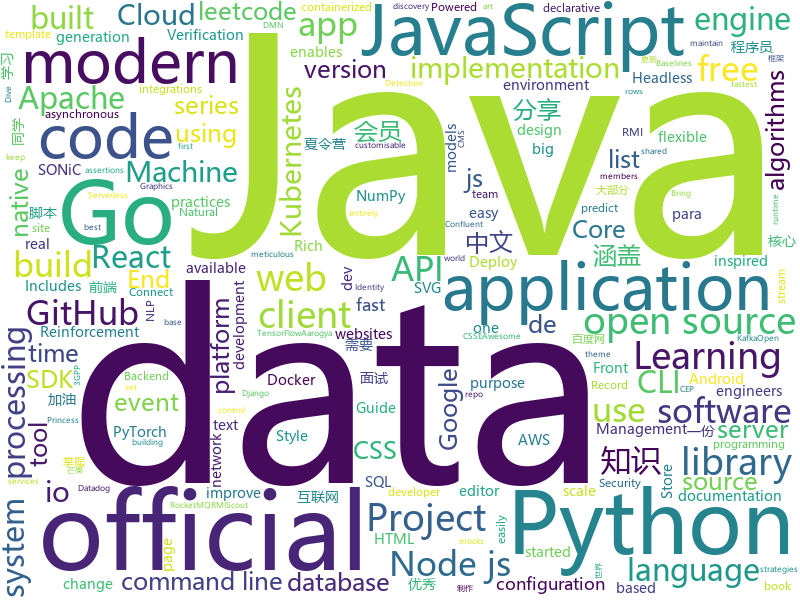 template
DMN
discovery
Powered
art
containerized
declarative
built
Cloud
leetcode
app
engine
Dive
generation
Verification
enables
JavaScript
程序员
integrations
更新
Baselines
maintain
框架
学习
modern
version
implementation
Headless
free
asynchronous
Apache
series
environment
fastest
rows
同学
code
using
会员
分享
flexible
RMI
algorithms
assertions
first
Kubernetes
夏令营
models
CMS
customisable
design
big
shared
members
大部分
SONiC
Machine
js
list
practices
Graphics
team
Serverless
Bring
native
脚本
Go
Java
NumPy
easy
para
runtime
keep
best
Natural
Rich
中文
Core
predict
核心
site
real
React
entirely
Confluent
涵盖
Deploy
inspired
meticulous
build
Includes
前端
End
available
web
API
dev
SVG
Connect
world
Identity
stream
GitHub
NLP
base
client
fast
open source
development
websites
TensorFlowAarogya
CSSEAwesome
one
de
百度网
KafkaOpen
theme
Reinforcement
platform
需要
application
purpose
processing
time
Docker
Front
Record
CEP
Android
data
Learning
3GPP
Backend
Django
set
面试
CLI
engineers
SDK
tool
加油
PyTorch
event
Guide
Google
use
software
Management
一份
repo
Princess
control
Style
text
CSS
AWS
server
programming
building
network
知识
official
Python
SQL
Security
Store
system
io
services
Datadog
improve
互联网
HTML
editor
scale
library
documentation
RocketMQRMIScout
developer
started
source
Project
easily
mocks
Detection
change
page
优秀
制作
Node js
世界
language
command line
database
configuration
based
book
strategies